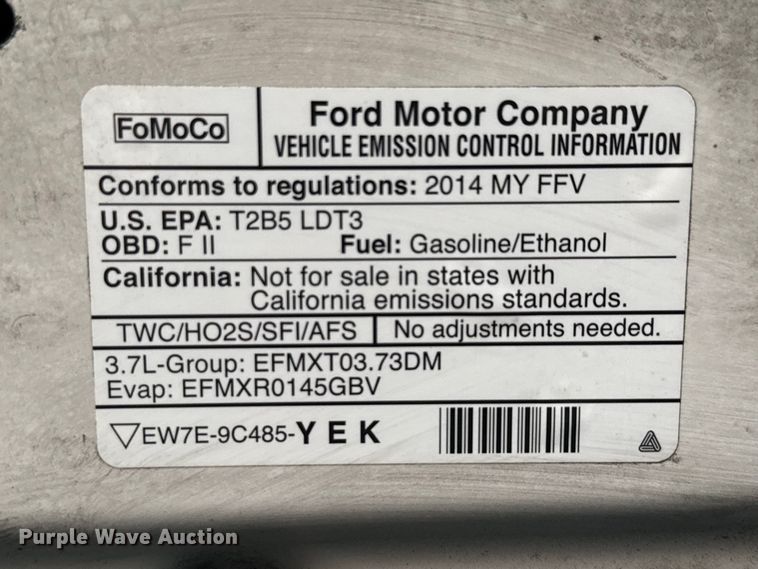 FoMoCo
Ford Motor Company
VEHICLE EMISSION CONTROL INFORMATION
Conforms to regulations: 2014 MY FFV
U.S. EPA: T2B5 LDT3
OBD: F II Fuel: Gasoline/Ethanol
California: Not for sale in states with
California emissions standards.
TWC/HO2S/SFI/AFS No adjustments needed.
3.7L-Group: EFMXT03.73DM
Evap: EFMXR0145GBV
EW7E-9C485-YEK
Purple Wave Auction